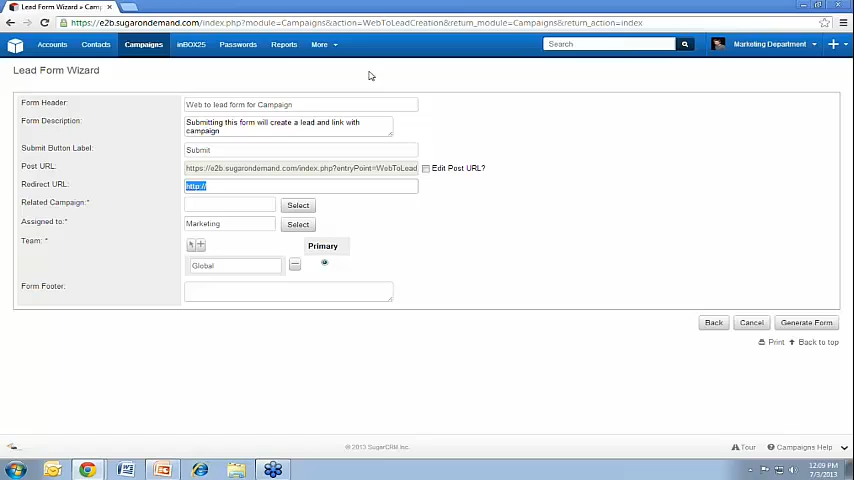 Lead Form Wizard » Camp
https://e2b.sugarondemand.com/index.php?module=Campaigns&action=WebToLeadCreation&return_module=Campaigns&return_action=index
Accounts Contacts Campaigns inBOX25 Passwords Reports More Search Marketing Department
Lead Form Wizard
Form Header: Web to lead form for Campaign
Form Description: Submitting this form will create a lead and link with
campaign
Submit Button Label: Submit
Post URL: https://e2b.sugarondemand.com/index.php?entryPoint=WebToLead Edit Post URL?
Redirect URL: http://
Related Campaign:* Select
Assigned to:* Marketing Select
Team: * Primary
Global
Form Footer:
Back Cancel Generate Form
Print Back to top
© 2013 SugarCRM Inc. Tour Campaigns Help
12:09 PM
7/3/2013